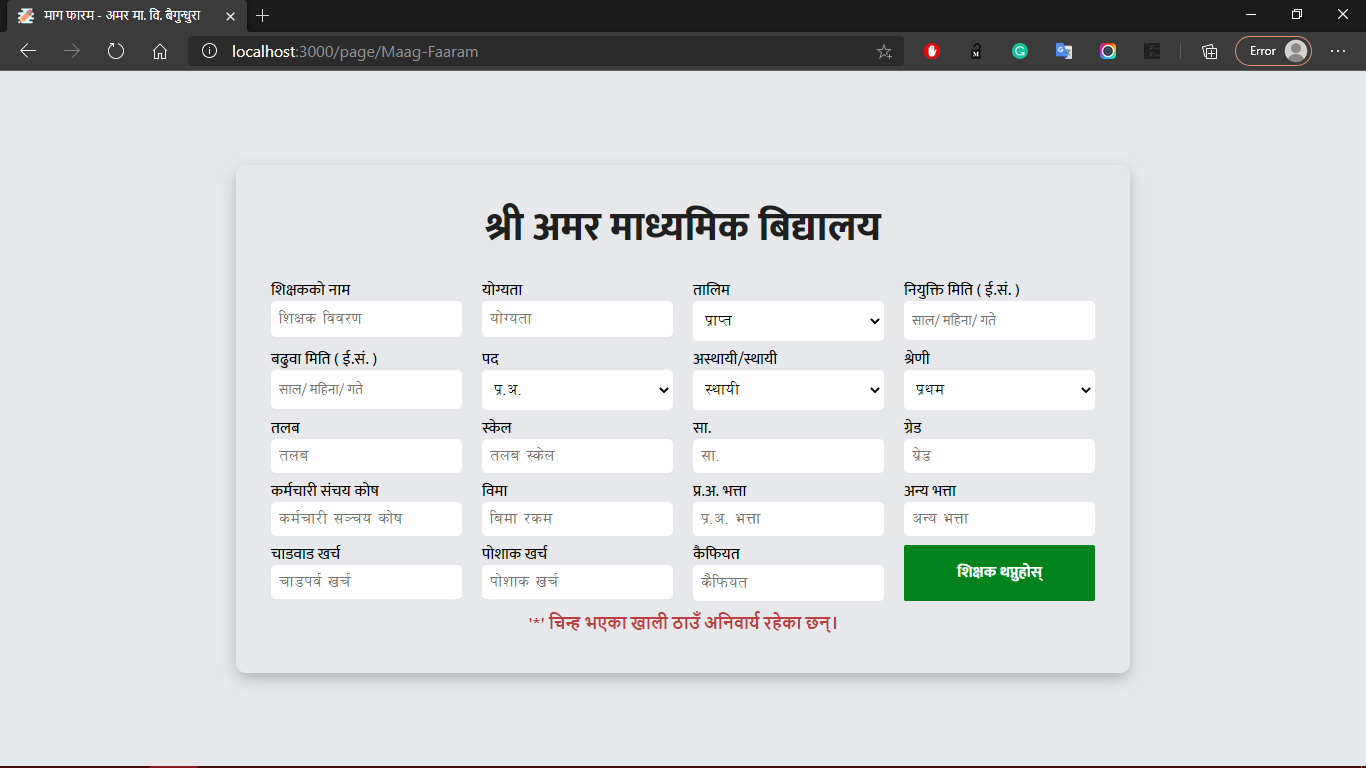 माग फारम - अमर मा. वि. बैगुन्धुरा
localhost:3000/page/Maag-Faaram
Error
श्री अमर माध्यमिक बिद्यालय
शिक्षकको नाम योग्यता तालिम नियुक्ति मिति ( ई.सं. )
शिक्षक विवरण योग्यता प्राप्त साल/ महिना/ गते
बढुवा मिति ( ई.सं. ) पद अस्थायी/स्थायी श्रेणी
साल/ महिना/ गते प्र.अ. स्थायी प्रथम
तलब स्केल सा. ग्रेड
तलब तलब स्केल सा. ग्रेड
कर्मचारी संचय कोष विमा प्र.अ. भत्ता अन्य भत्ता
कर्मचारी सञ्चय कोष बिमा रकम प्र.अ. भत्ता अन्य भत्ता
चाडवाड खर्च पोशाक खर्च कैफियत
चाडपर्व खर्च पोशाक खर्च कैफियत शिक्षक थप्नुहोस्
'*' चिन्ह भएका खाली ठाउँ अनिवार्य रहेका छन्।